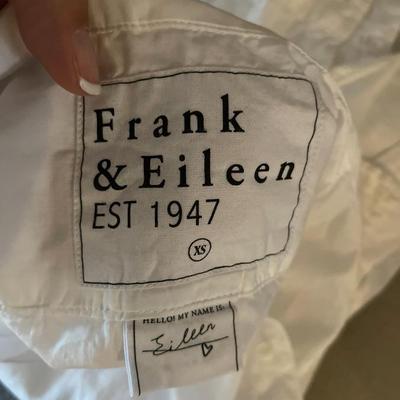 Frank
& Eileen
EST 1947
XS
HELLO! MY NAME IS:
Eileen